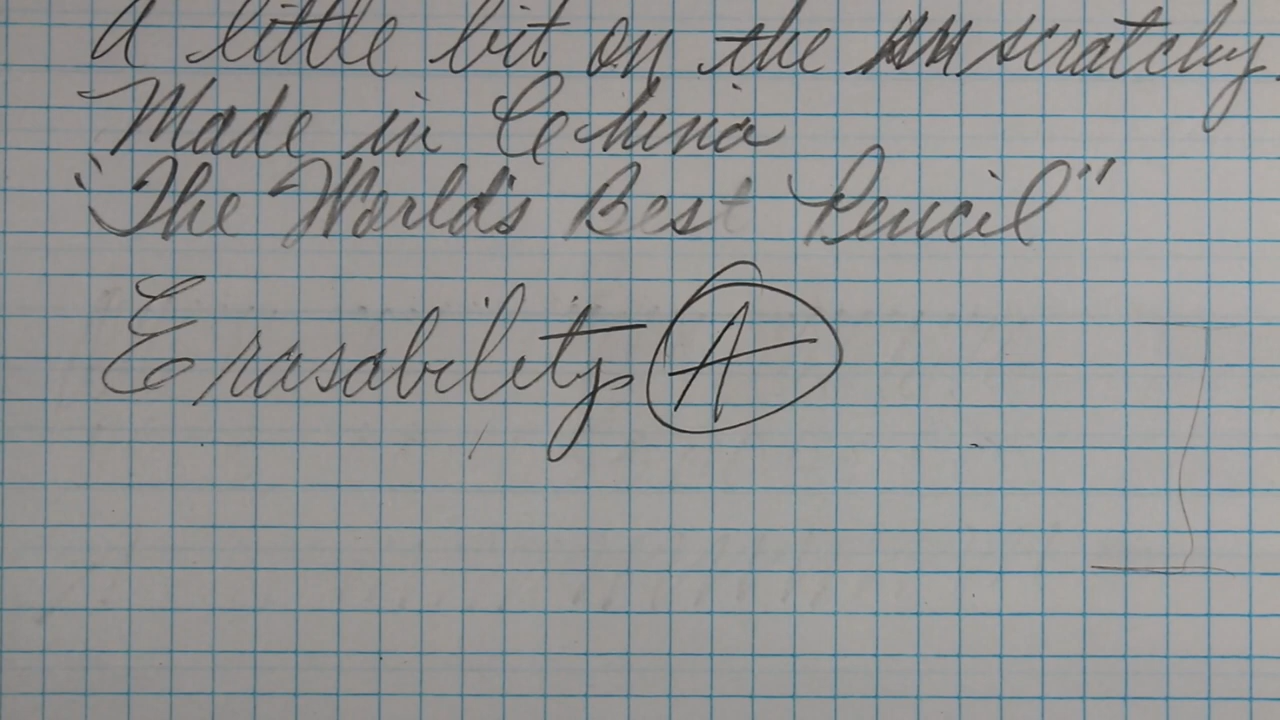 A little bit on the scratchy.
Made in China
"The World's Best Pencil"
Erasability A